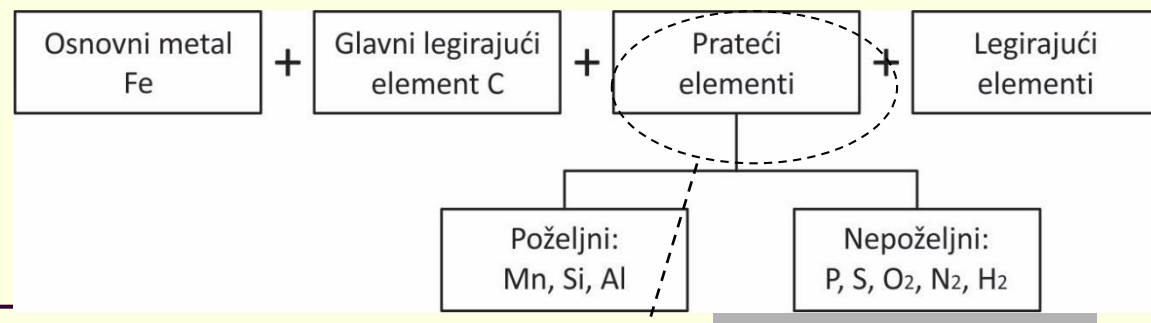 Osnovni metal
Fe
+
Glavni legirajući
element C
+
Prateći
elementi
+
Legirajući
elementi
Poželjni:
Mn, Si, Al
Nepoželjni:
P, S, O₂, N₂, H₂